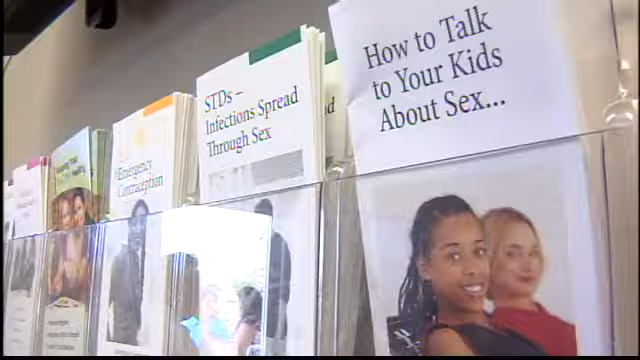 How to Talk
to Your Kids
About Sex...
STDs –
Infections Spread
Through Sex
Emergency
Contraception